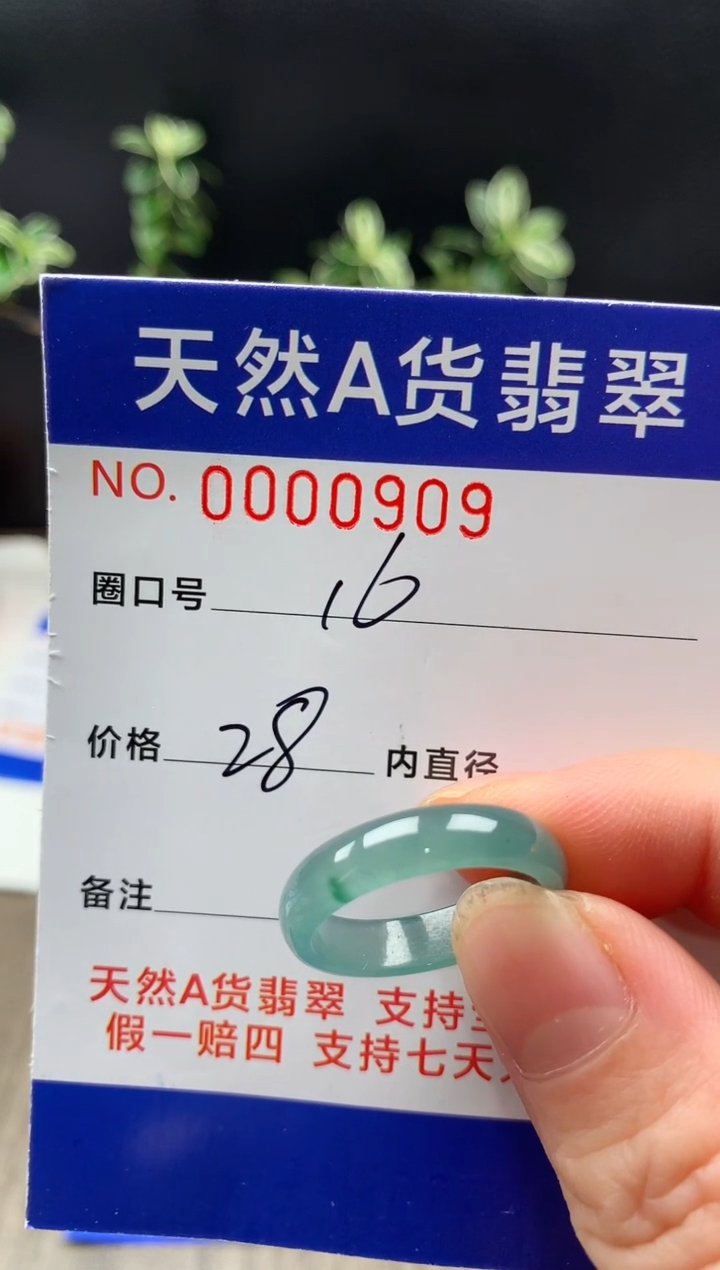 天然A货翡翠
NO. 0000909
圈口号 16
价格 28 内直径
备注
天然A货翡翠 支持
假一赔四 支持七天